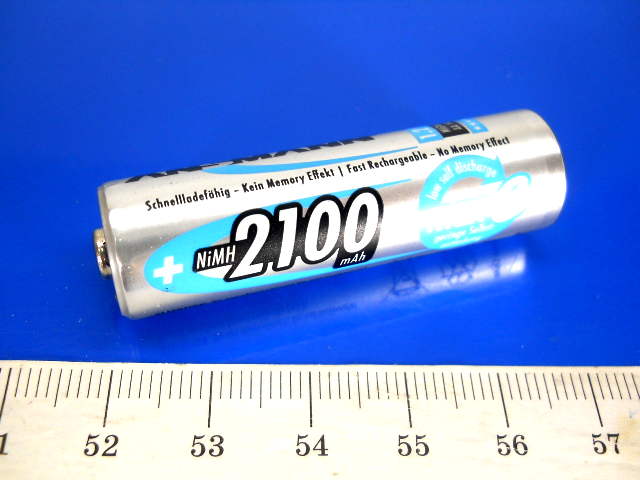 Schnellladefähig – Kein Memory Effekt | Fast Rechargeable – No Memory Effect
low self discharge
NiMH 2100 mAh
+
52 53 54 55 56 57